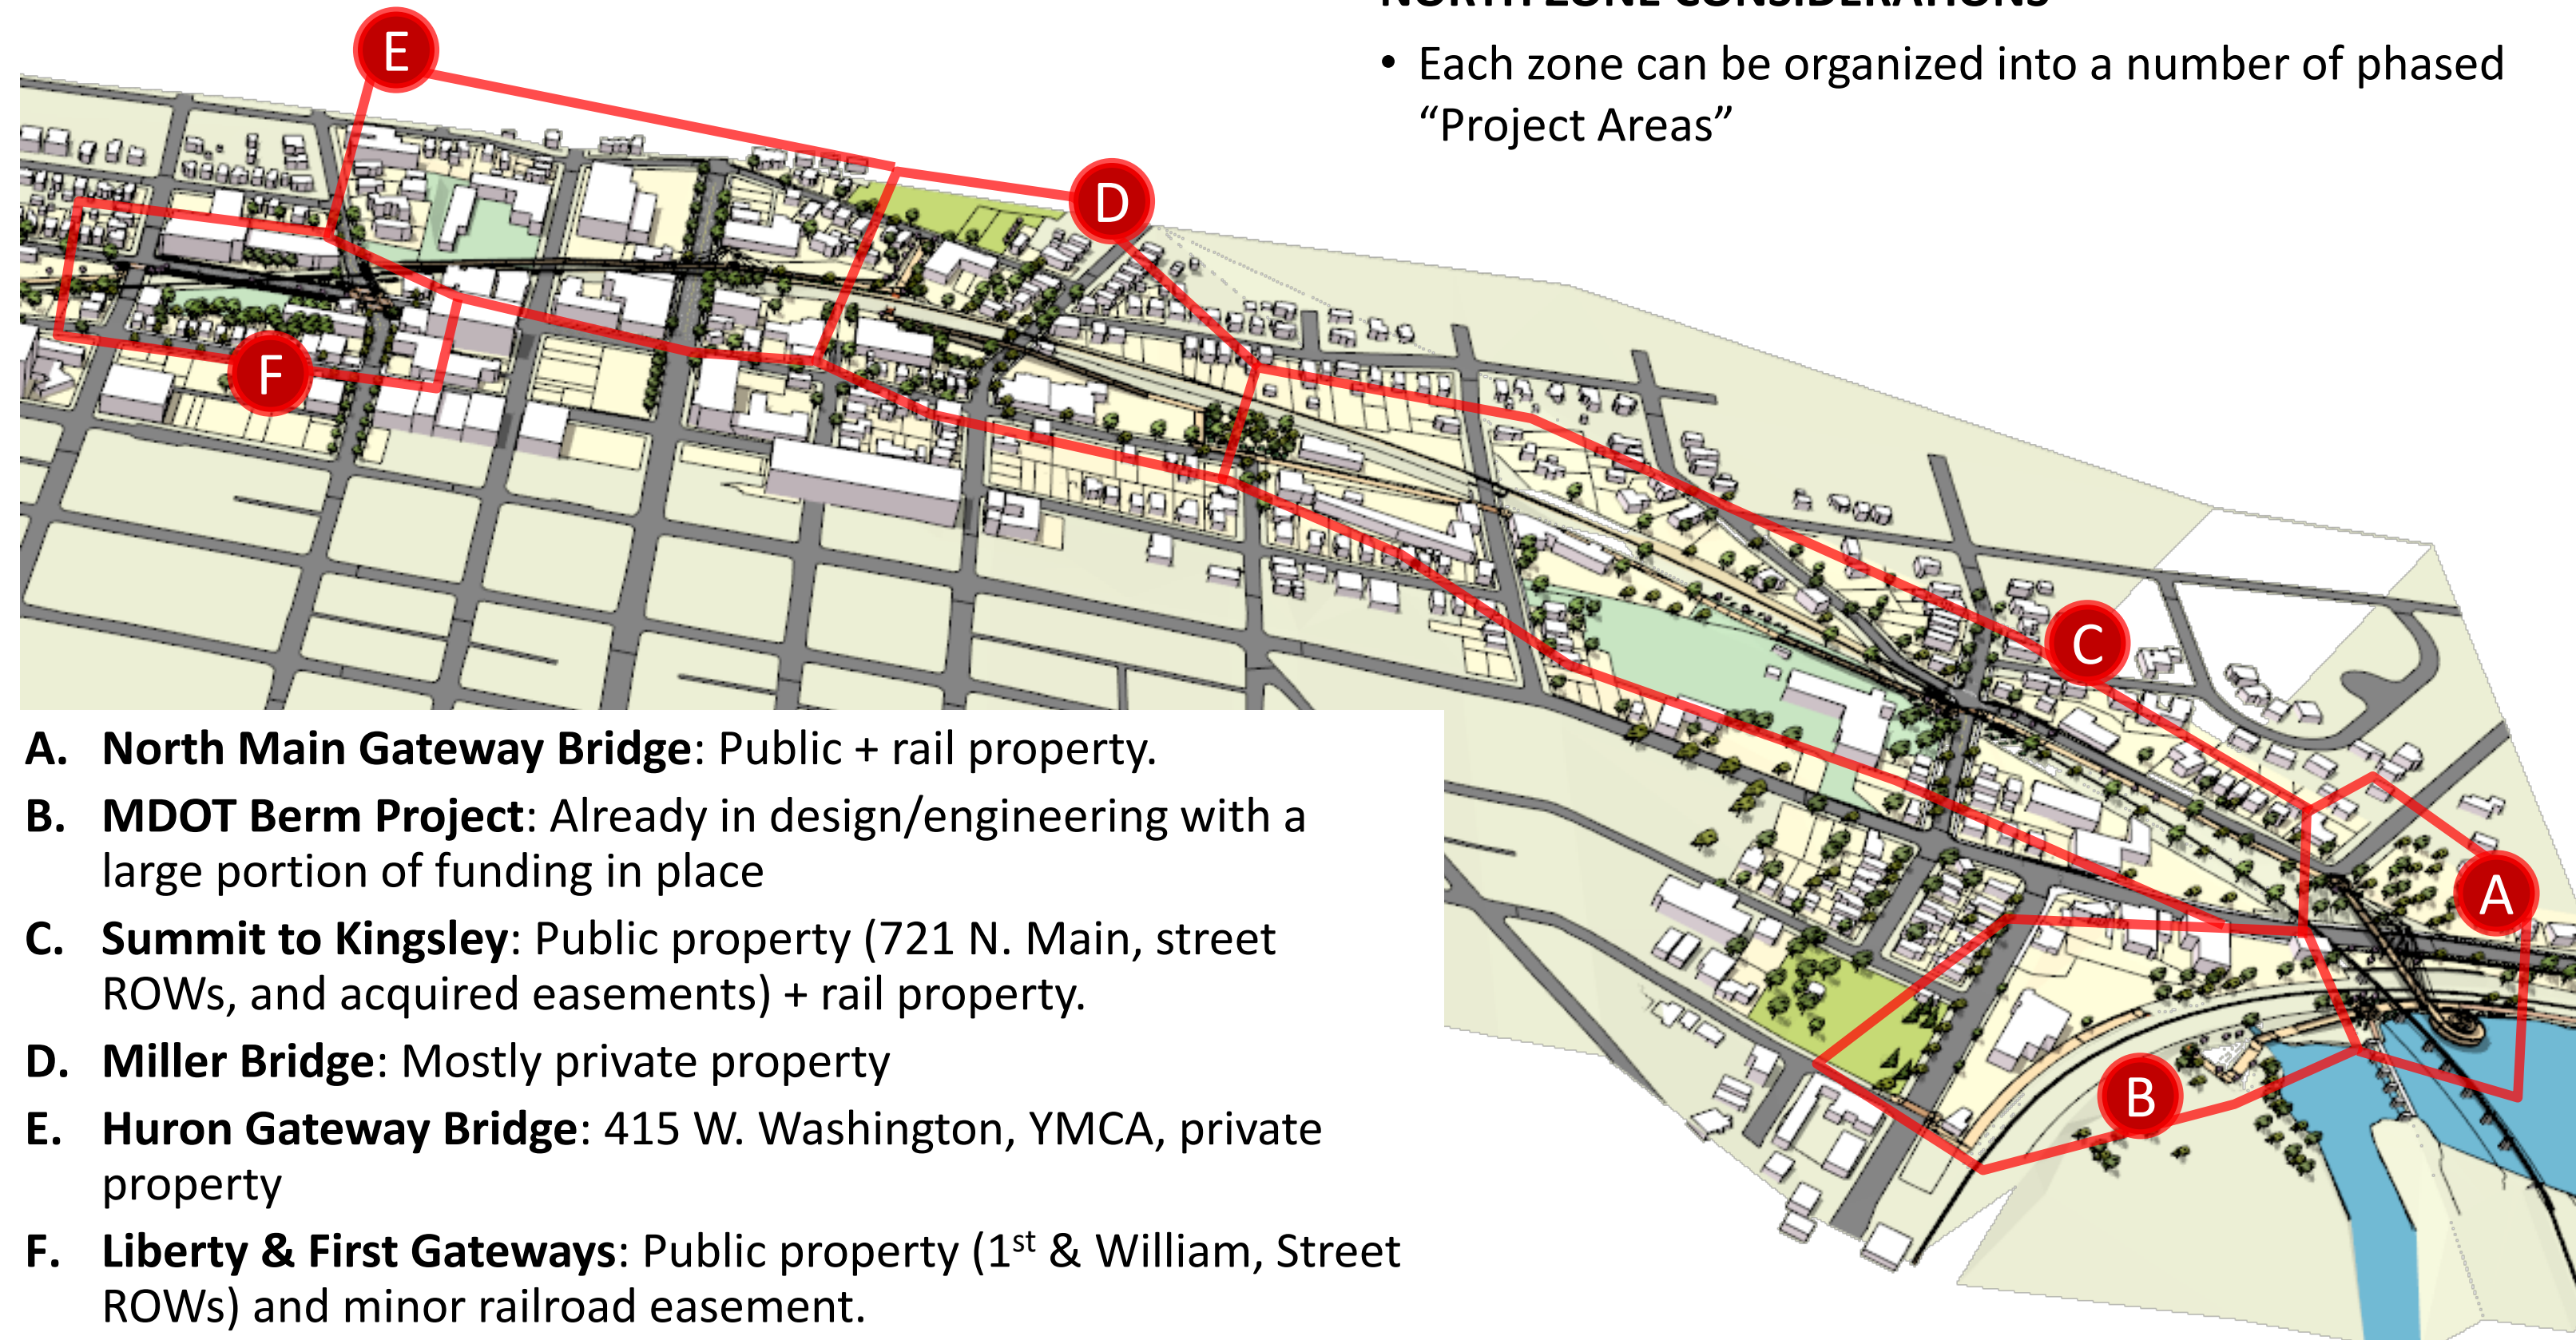 NORTH ZONE CONSIDERATIONS
• Each zone can be organized into a number of phased
“Project Areas”
E
D
F
C
A
B
A. North Main Gateway Bridge: Public + rail property.
B. MDOT Berm Project: Already in design/engineering with a
large portion of funding in place
C. Summit to Kingsley: Public property (721 N. Main, street
ROWs, and acquired easements) + rail property.
D. Miller Bridge: Mostly private property
E. Huron Gateway Bridge: 415 W. Washington, YMCA, private
property
F. Liberty & First Gateways: Public property (1st & William, Street
ROWs) and minor railroad easement.